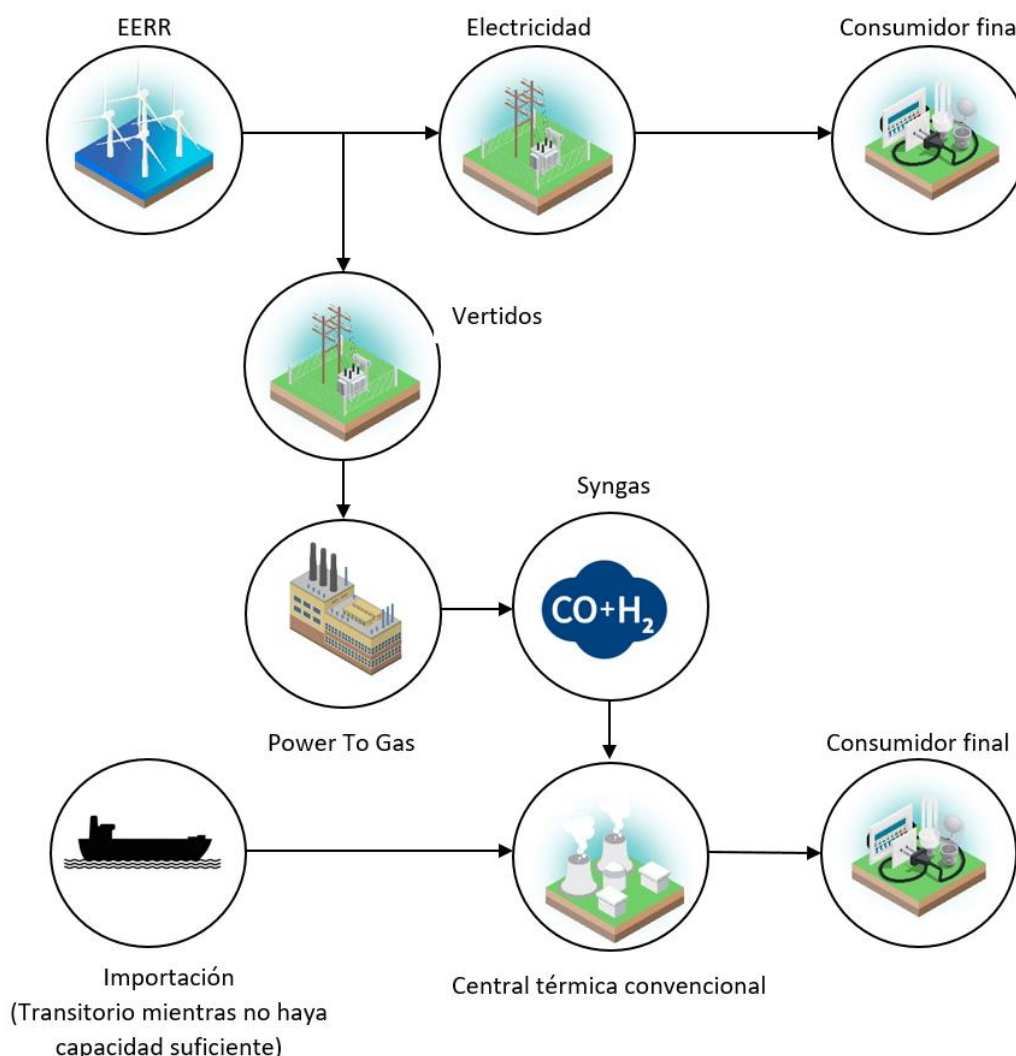 EERR
Electricidad
Consumidor final
Vertidos
Syngas
CO+H₂
Power To Gas
Consumidor final
Importación
(Transitorio mientras no haya
capacidad suficiente)
Central térmica convencional